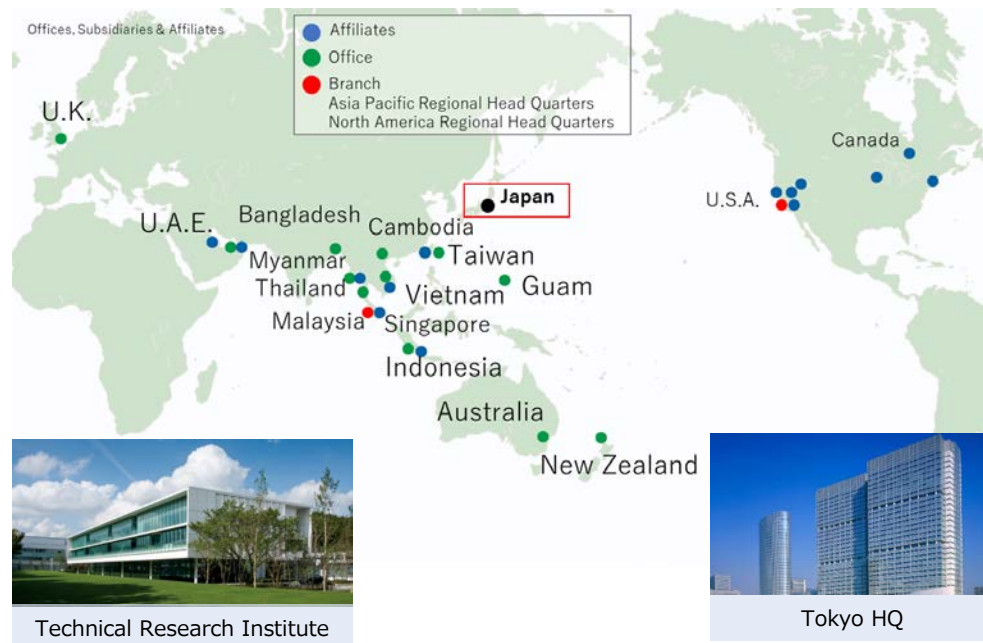 Offices, Subsidiaries & Affiliates
Affiliates
Office
Branch
Asia Pacific Regional Head Quarters
North America Regional Head Quarters
U.K.
Canada
Japan
U.S.A.
U.A.E.
Bangladesh
Cambodia
Myanmar
Taiwan
Thailand
Vietnam
Guam
Malaysia
Singapore
Indonesia
Australia
New Zealand
Technical Research Institute
Tokyo HQ